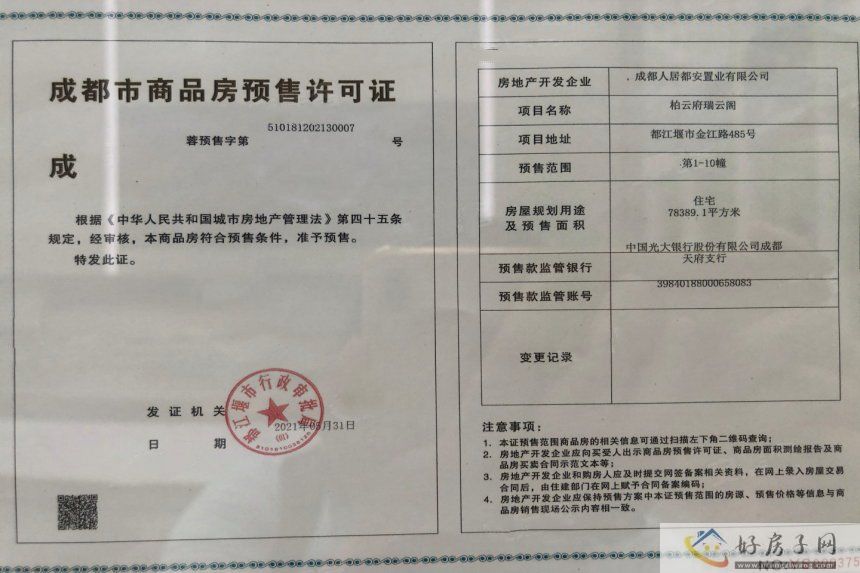 成都市商品房预售许可证
510181202130007
蓉预售字第 号
成
根据《中华人民共和国城市房地产管理法》第四十五条
规定，经审核，本商品房符合预售条件，准予预售。
特发此证。
发证机关
2021年05月31日
日 期
都江堰市行政审批局
房地产开发企业 成都人居都安置业有限公司
项目名称 柏云府瑞云阁
项目地址 都江堰市金江路485号
预售范围 第1-10幢
房屋规划用途
及预售面积
住宅
78389.1平方米
预售款监管银行
中国光大银行股份有限公司成都
天府支行
预售款监管账号 39840188000658083
变更记录
注意事项：
1、本证预售范围商品房的相关信息可通过扫描左下角二维码查询；
2、房地产开发企业应向买受人出示商品房预售许可证、商品房面积测绘报告及商
品房买卖合同示范文本等；
3、房地产开发企业和购房人应及时提交网签备案相关资料，在网上录入房屋交易
合同后，由住建部门在网上赋予合同备案编码；
4、房地产开发企业应保持预售方案中本证预售范围的房源、预售价格等信息与商
品房销售现场公示内容相一致。
好房子网